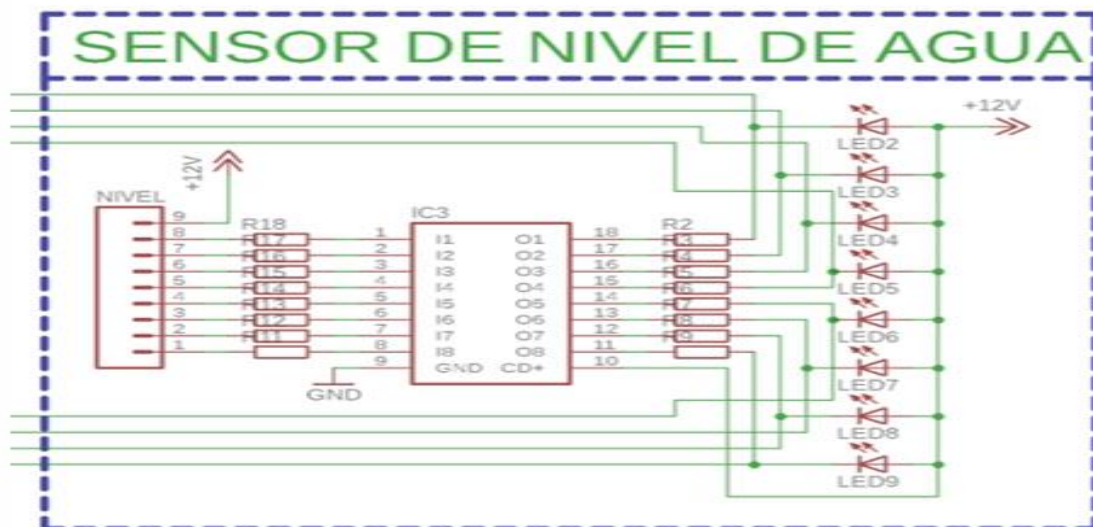 SENSOR DE NIVEL DE AGUA
+12V
LED2
LED3
LED4
LED5
LED6
LED7
LED8
LED9
+12V
NIVEL
9
8
7
6
5
4
3
2
1
R18
R17
R16
R15
R14
R13
R12
R11
IC3
1 I1 O1 18
2 I2 O2 17
3 I3 O3 16
4 I4 O4 15
5 I5 O5 14
6 I6 O6 13
7 I7 O7 12
8 I8 O8 11
9 GND CD+ 10
GND
R2
R3
R4
R5
R6
R7
R8
R9